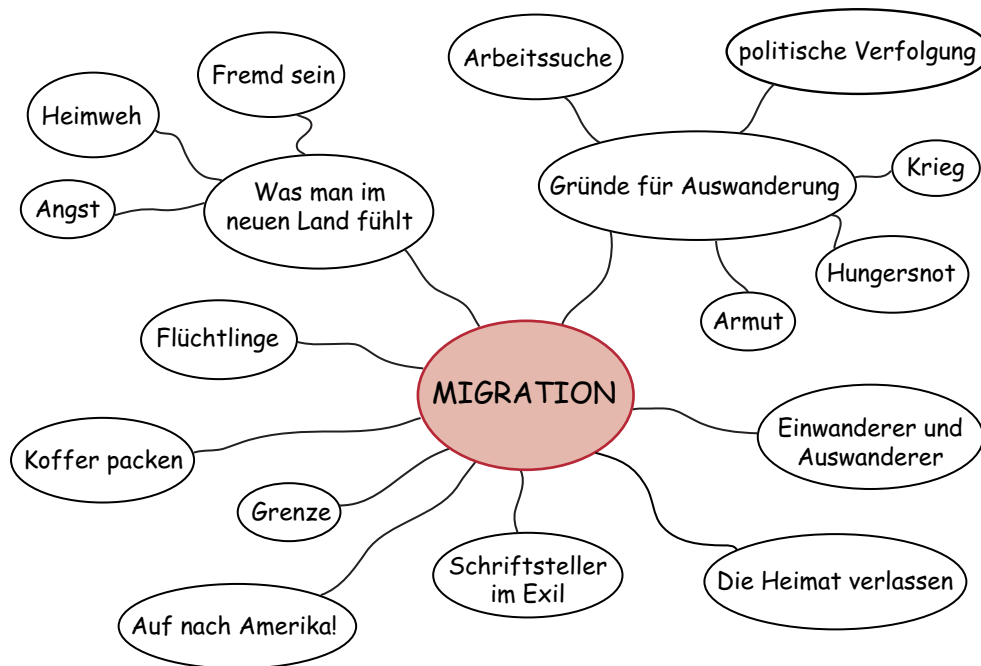 Fremd sein
Arbeitssuche
politische Verfolgung
Heimweh
Krieg
Was man im
neuen Land fühlt
Gründe für Auswanderung
Angst
Hungersnot
Armut
Flüchtlinge
MIGRATION
Einwanderer und
Auswanderer
Koffer packen
Grenze
Schriftsteller
im Exil
Die Heimat verlassen
Auf nach Amerika!